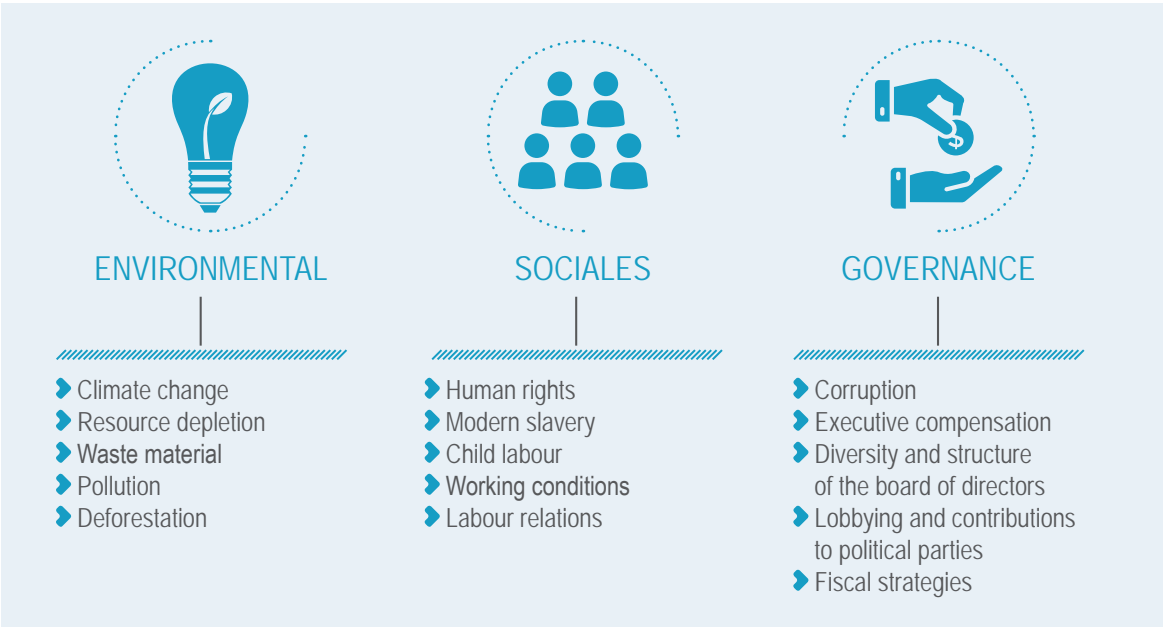 $
ENVIRONMENTAL
Climate change
Resource depletion
Waste material
Pollution
Deforestation
SOCIALES
Human rights
Modern slavery
Child labour
Working conditions
Labour relations
GOVERNANCE
Corruption
Executive compensation
Diversity and structure
of the board of directors
Lobbying and contributions
to political parties
Fiscal strategies